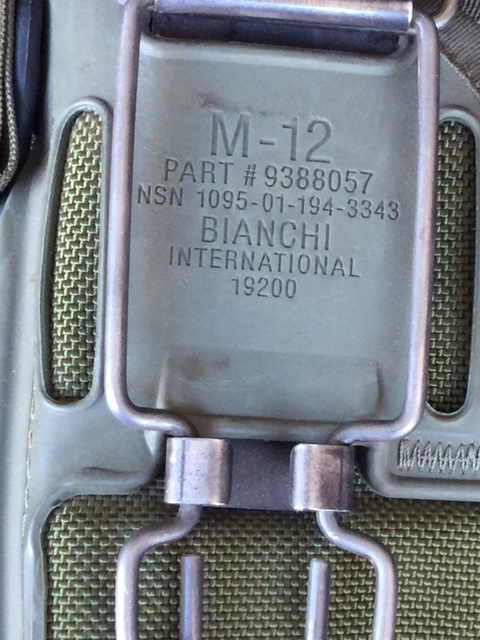 M-12
PART # 9388057
NSN 1095-01-194-3343
BIANCHI
INTERNATIONAL
19200